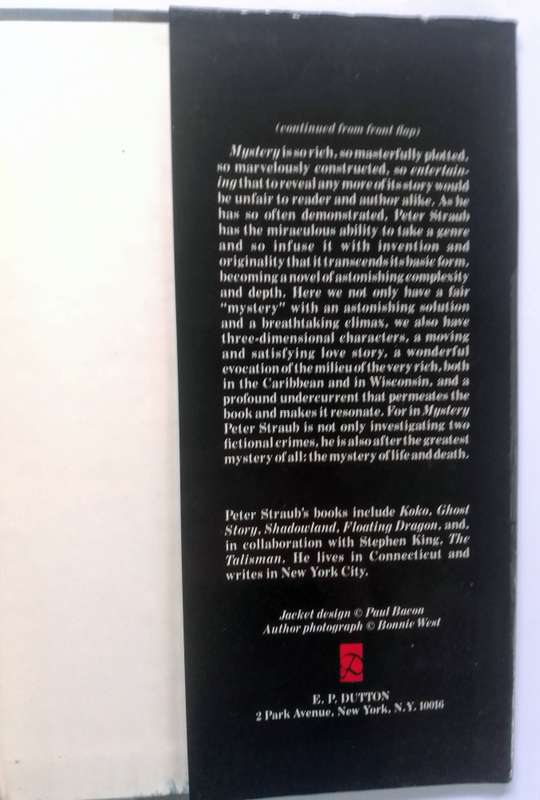 (continued from front flap)
Mystery is so rich, so masterfully plotted,
so marvelously constructed, so entertain-
ing that to reveal any more of its story would
be unfair to reader and author alike. As he
has so often demonstrated, Peter Straub
has the miraculous ability to take a genre
and so infuse it with invention and
originality that it transcends its basic form,
becoming a novel of astonishing complexity
and depth. Here we not only have a fair
“mystery” with an astonishing solution
and a breathtaking climax, we also have
three-dimensional characters, a moving
and satisfying love story, a wonderful
evocation of the milieu of the very rich, both
in the Caribbean and in Wisconsin, and a
profound undercurrent that permeates the
book and makes it resonate. For in Mystery
Peter Straub is not only investigating two
fictional crimes, he is also after the greatest
mystery of all: the mystery of life and death.
Peter Straub's books include Koko, Ghost
Story, Shadowland, Floating Dragon, and,
in collaboration with Stephen King, The
Talisman. He lives in Connecticut and
writes in New York City.
Jacket design © Paul Bacon
Author photograph © Bonnie West
E. P. DUTTON
2 Park Avenue, New York, N.Y. 10016